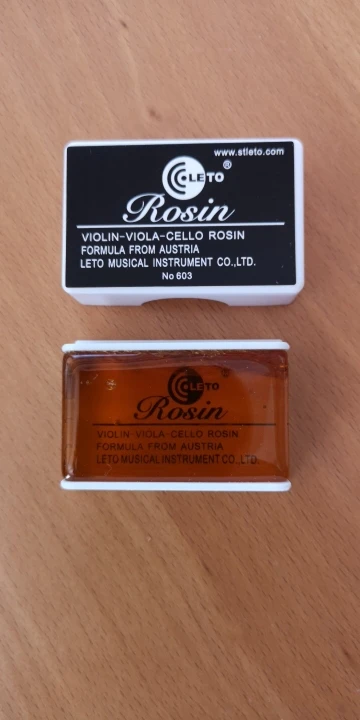 www.stleto.com
LETO
®
Rosin
VIOLIN-VIOLA-CELLO ROSIN
FORMULA FROM AUSTRIA
LETO MUSICAL INSTRUMENT CO.,LTD.
No 603
LETO
®
Rosin
VIOLIN-VIOLA-CELLO ROSIN
FORMULA FROM AUSTRIA
LETO MUSICAL INSTRUMENT CO.,LTD.